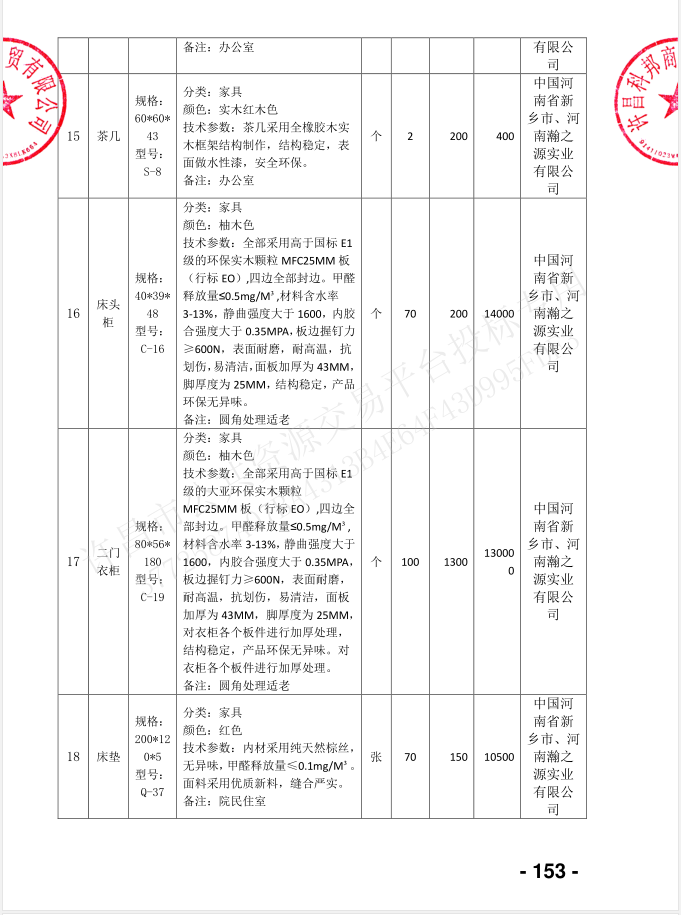 备注：办公室
有限公
司
15
茶几
规格：
60*60*
43
型号：
S-8
分类：家具
颜色：实木红木色
技术参数：茶几采用全橡胶木实
木框架结构制作，结构稳定，表
面做水性漆，安全环保。
备注：办公室
个
2
200
400
中国河
南省新
乡市、河
南瀚之
源实业
有限公
司
16
床头
柜
规格：
40*39*
48
型号：
C-16
分类：家具
颜色：柚木色
技术参数：全部采用高于国标 E1
级的环保实木颗粒 MFC25MM 板
（行标 EO）,四边全部封边。甲醛
释放量≤0.5mg/M³ ,材料含水率
3-13%，静曲强度大于 1600，内胶
合强度大于 0.35MPA，板边握钉力
≥600N，表面耐磨，耐高温，抗
划伤，易清洁，面板加厚为 43MM，
脚厚度为 25MM，结构稳定，产品
环保无异味。
备注：圆角处理适老
个
70
200
14000
中国河
南省新
乡市、河
南瀚之
源实业
有限公
司
17
二门
衣柜
规格：
80*56*
180
型号：
C-19
分类：家具
颜色：柚木色
技术参数：全部采用高于国标 E1
级的大亚环保实木颗粒
MFC25MM 板（行标 EO）,四边全
部封边。甲醛释放量≤0.5mg/M³ ,
材料含水率 3-13%，静曲强度大于
1600，内胶合强度大于 0.35MPA，
板边握钉力≥600N，表面耐磨，
耐高温，抗划伤，易清洁，面板
加厚为 43MM，脚厚度为 25MM，
对衣柜各个板件进行加厚处理，
结构稳定，产品环保无异味。对
衣柜各个板件进行加厚处理。
备注：圆角处理适老
个
100
1300
13000
0
中国河
南省新
乡市、河
南瀚之
源实业
有限公
司
18
床垫
规格：
200*12
0*5
型号：
Q-37
分类：家具
颜色：红色
技术参数：内材采用纯天然棕丝，
无异味，甲醛释放量≤0.1mg/M³ 。
面料采用优质新料，缝合严实。
备注：院民住室
张
70
150
10500
中国河
南省新
乡市、河
南瀚之
源实业
有限公
司
- 153 -
贸有限公司
许昌科邦商